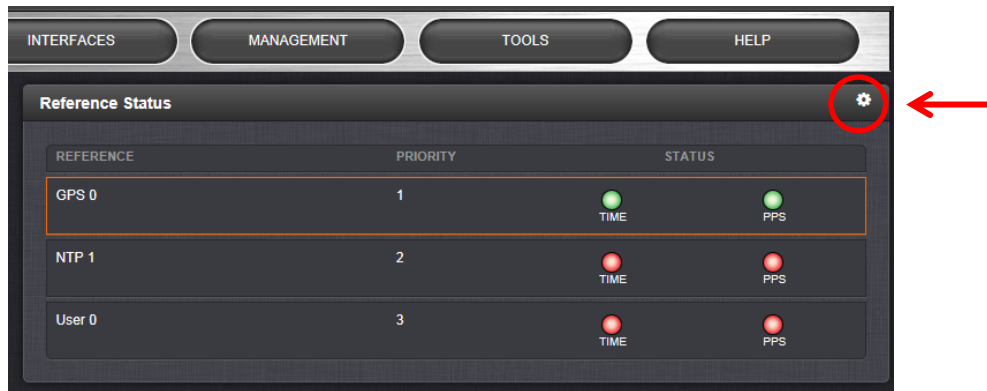 INTERFACES MANAGEMENT TOOLS HELP
Reference Status
REFERENCE PRIORITY STATUS
GPS 0 1
TIME PPS
NTP 1 2
TIME PPS
User 0 3
TIME PPS